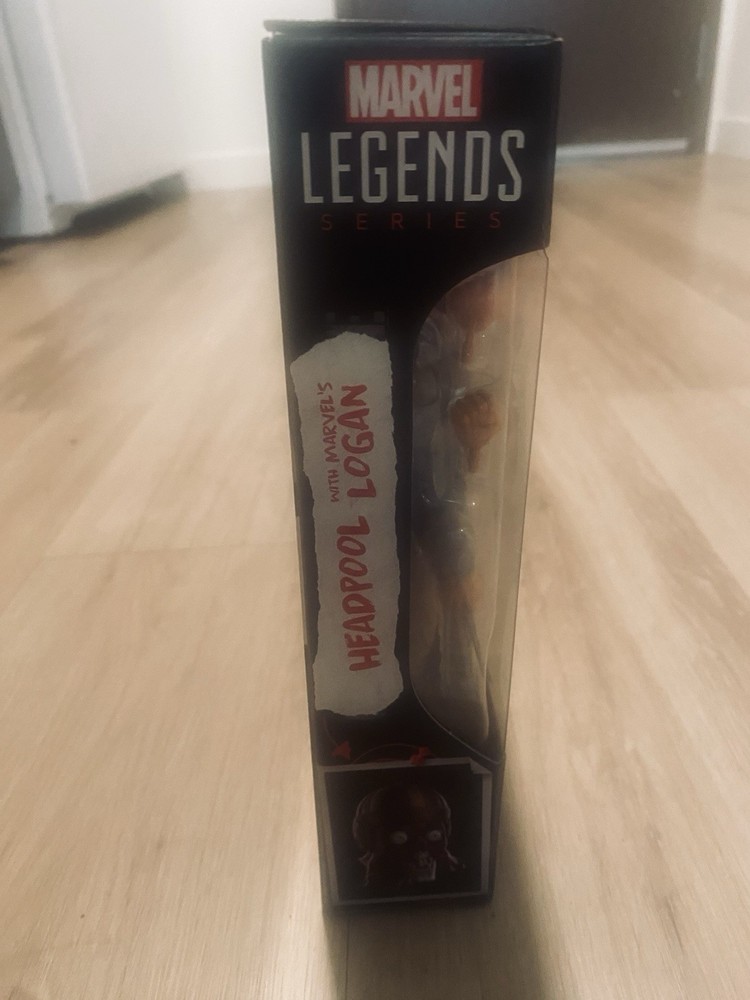 MARVEL
LEGENDS
SERIES
HEADPOOL WITH MARVEL'S LOGAN